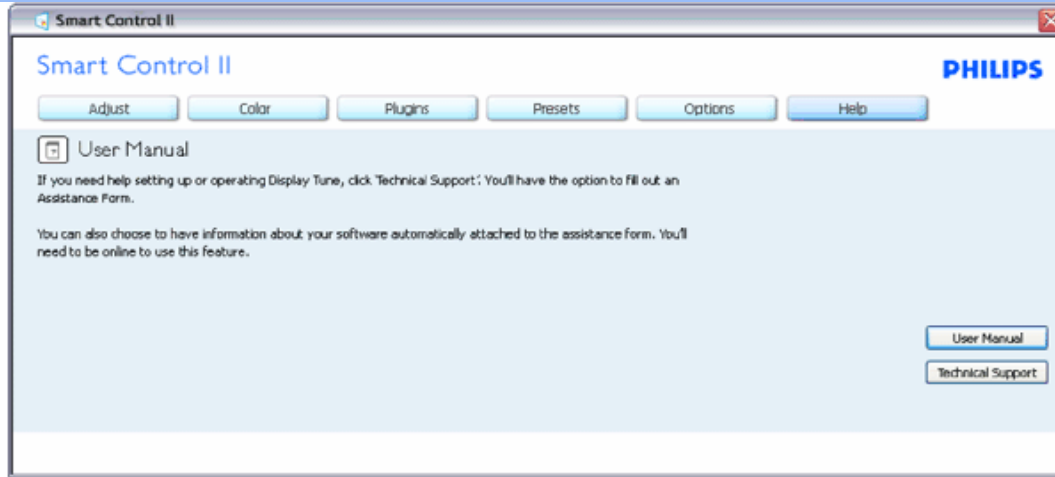 Smart Control II
Smart Control II
PHILIPS
Adjust Color Plugins Presets Options Help
User Manual
If you need help setting up or operating Display Tune, click 'Technical Support'. You'll have the option to fill out an
Assistance Form.
You can also choose to have information about your software automatically attached to the assistance form. You'll
need to be online to use this feature.
User Manual
Technical Support